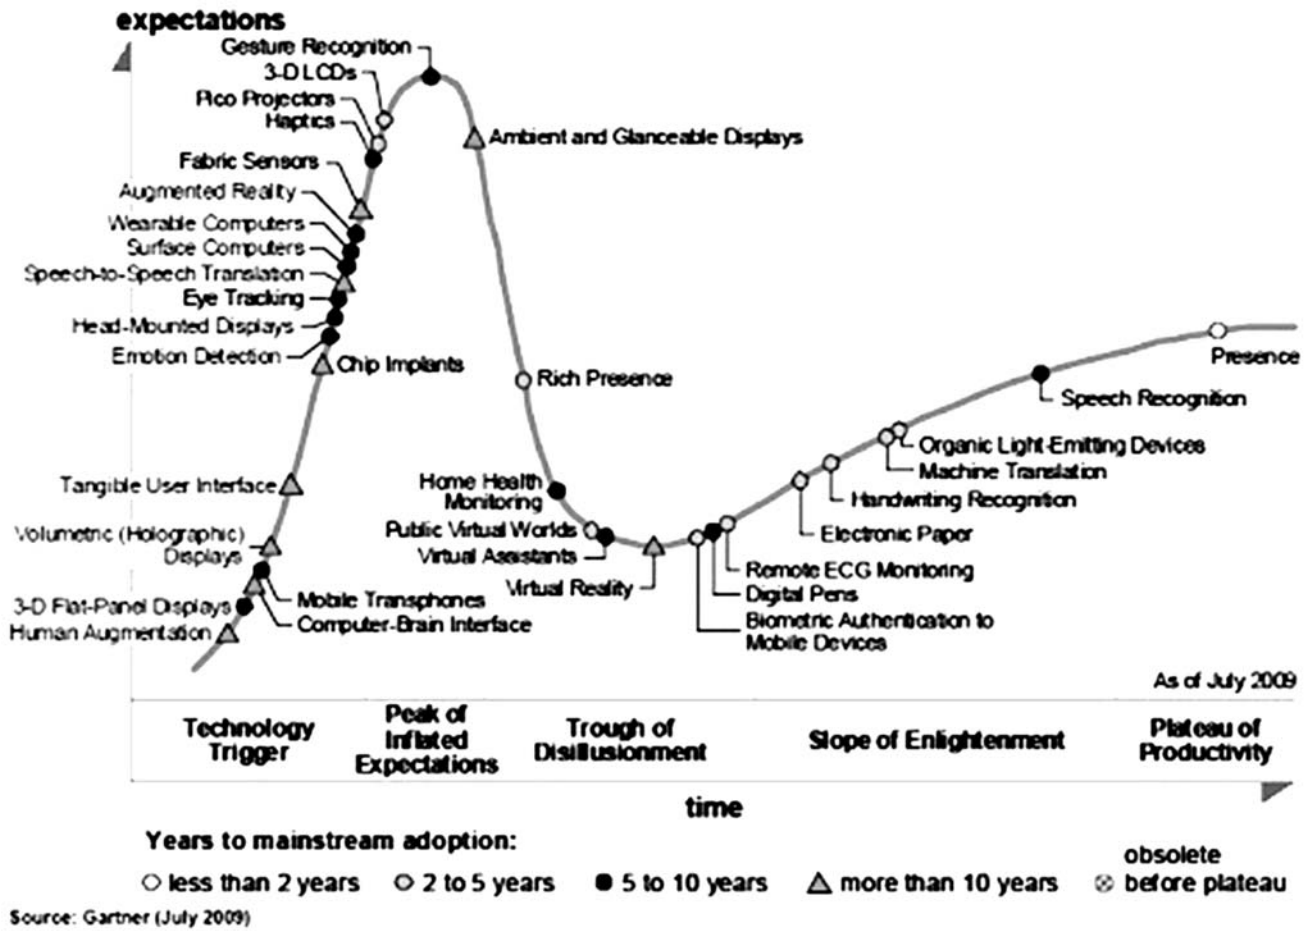 expectations
Gesture Recognition
3-D LCDs
Pico Projectors
Haptics
Ambient and Glanceable Displays
Fabric Sensors
Augmented Reality
Wearable Computers
Surface Computers
Speech-to-Speech Translation
Eye Tracking
Head-Mounted Displays
Emotion Detection
Chip Implants
Rich Presence
Presence
Speech Recognition
Organic Light-Emitting Devices
Machine Translation
Handwriting Recognition
Electronic Paper
Tangible User Interface
Home Health
Monitoring
Public Virtual Worlds
Virtual Assistants
Virtual Reality
Volumetric (Holographic)
Displays
Remote ECG Monitoring
Digital Pens
Biometric Authentication to
Mobile Devices
3-D Flat-Panel Displays
Human Augmentation
Mobile Transphones
Computer-Brain Interface
As of July 2009
Technology
Trigger
Peak of
Inflated
Expectations
Trough of
Disillusionment
Slope of Enlightenment
Plateau of
Productivity
time
Years to mainstream adoption:
less than 2 years
2 to 5 years
5 to 10 years
more than 10 years
obsolete
before plateau
Source: Gartner (July 2009)